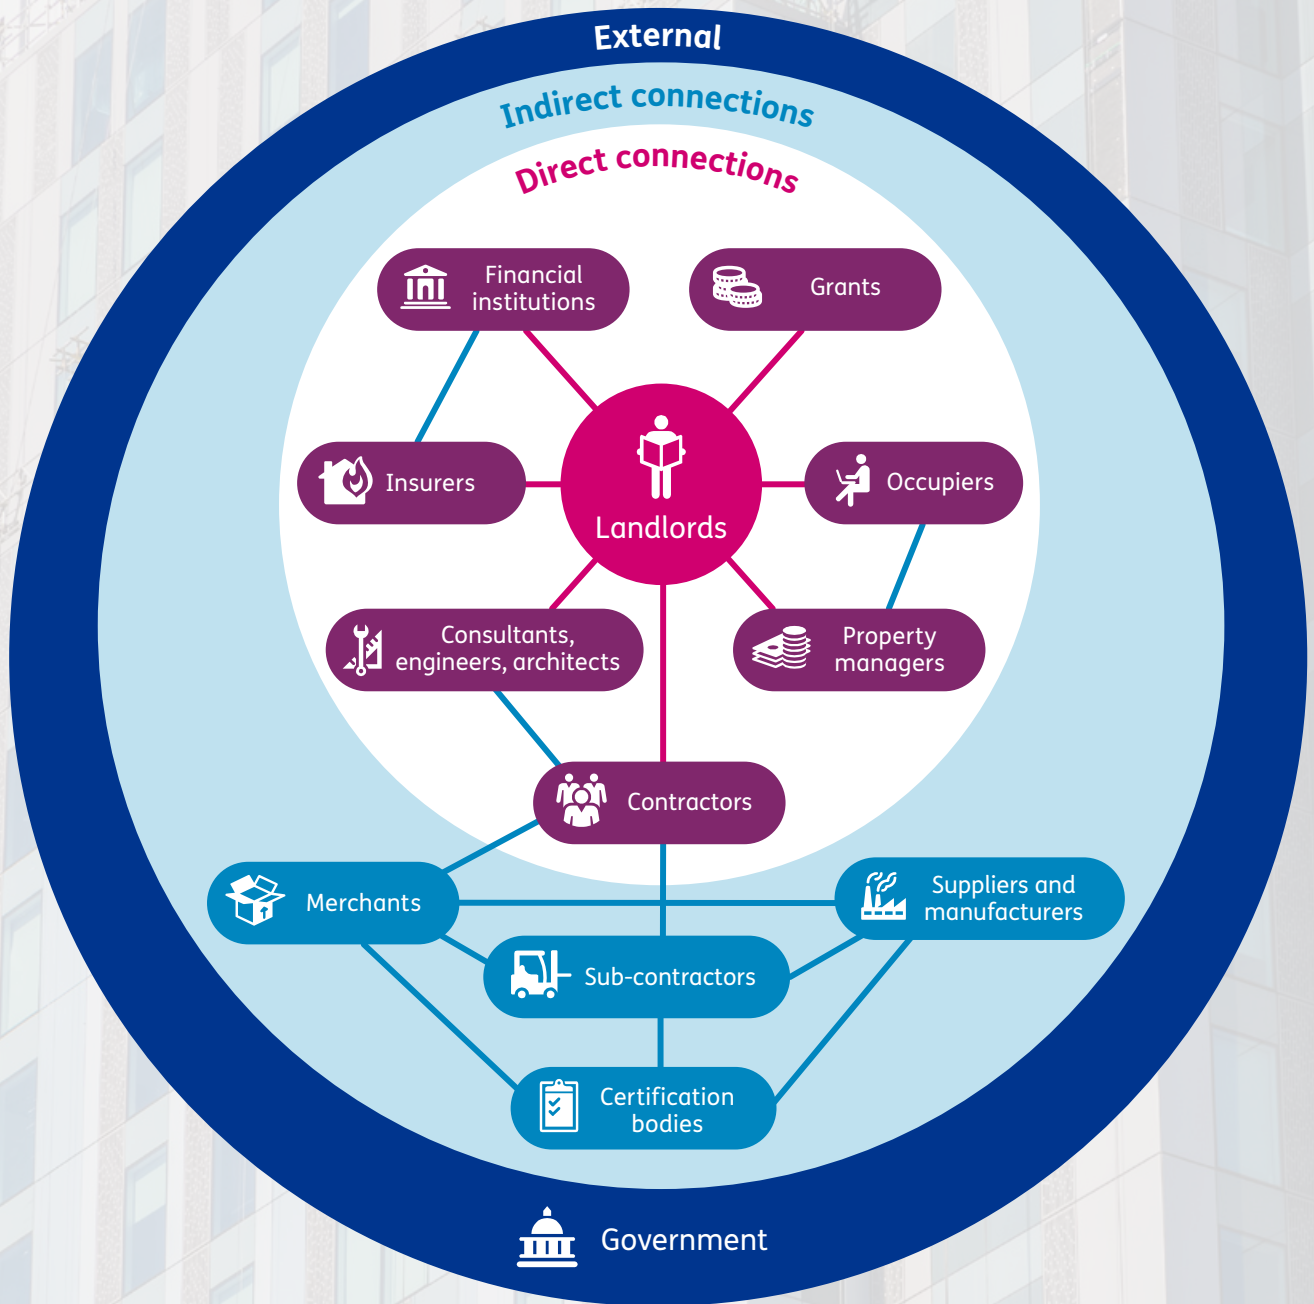 External
Indirect connections
Direct connections
Financial
institutions
Grants
Insurers
Landlords
Occupiers
Consultants,
engineers, architects
Property
managers
Contractors
Merchants
Suppliers and
manufacturers
Sub-contractors
Certification
bodies
Government